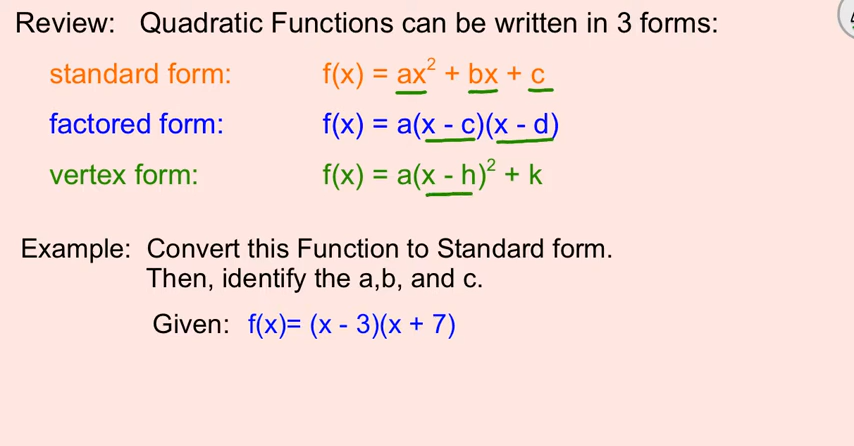 Review: Quadratic Functions can be written in 3 forms:
standard form: f(x) = ax² + bx + c
factored form: f(x) = a(x - c)(x - d)
vertex form: f(x) = a(x - h)² + k
Example: Convert this Function to Standard form.
Then, identify the a,b, and c.
Given: f(x)= (x - 3)(x + 7)